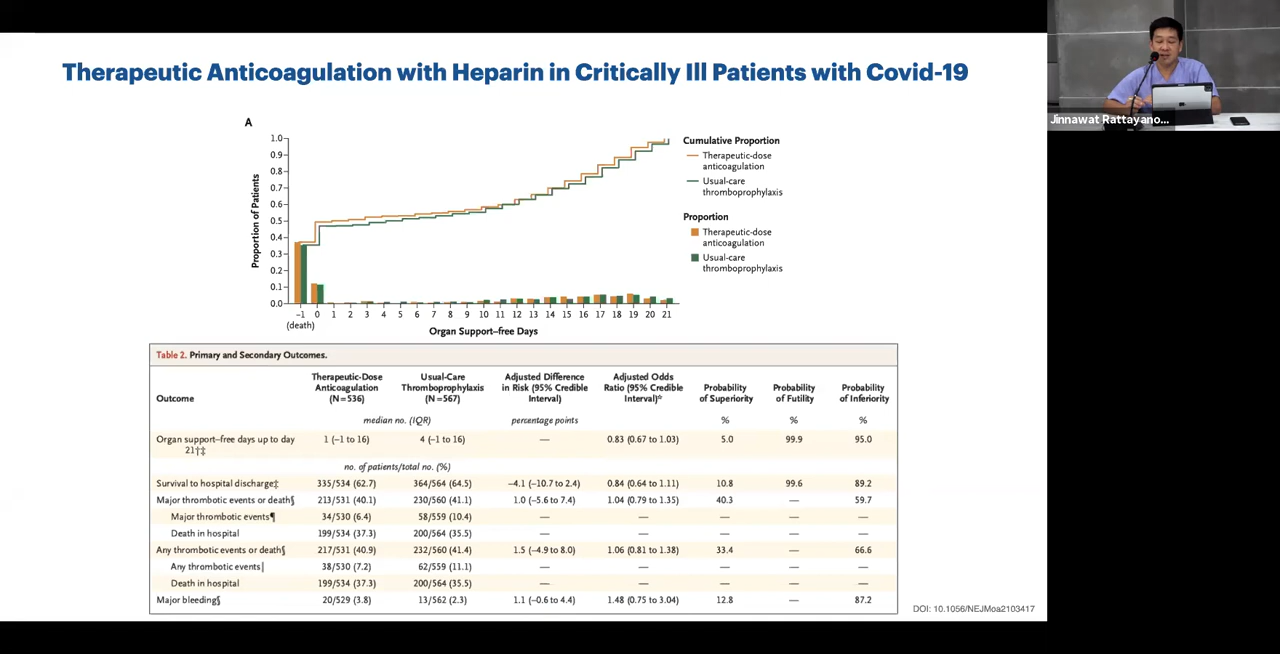 Therapeutic Anticoagulation with Heparin in Critically Ill Patients with Covid-19
Jinnawat Rattayano...
A
1.0
0.9
0.8
0.7
0.6
0.5
0.4
0.3
0.2
0.1
0.0
Proportion of Patients
−1 0 1 2 3 4 5 6 7 8 9 10 11 12 13 14 15 16 17 18 19 20 21
(death)
Organ Support–free Days
Cumulative Proportion
Therapeutic-dose
anticoagulation
Usual-care
thromboprophylaxis
Proportion
Therapeutic-dose
anticoagulation
Usual-care
thromboprophylaxis
Table 2. Primary and Secondary Outcomes.
Outcome
Therapeutic-Dose
Anticoagulation
(N=536)
Usual-Care
Thromboprophylaxis
(N=567)
Adjusted Difference
in Risk (95% Credible
Interval)
Adjusted Odds
Ratio (95% Credible
Interval)*
Probability
of Superiority
Probability
of Futility
Probability
of Inferiority
median no. (IQR) percentage points % % %
Organ support–free days up to day 1 (−1 to 16) 4 (−1 to 16) — 0.83 (0.67 to 1.03) 5.0 99.9 95.0
21†‡
no. of patients/total no. (%)
Survival to hospital discharge‡ 335/534 (62.7) 364/564 (64.5) −4.1 (−10.7 to 2.4) 0.84 (0.64 to 1.11) 10.8 99.6 89.2
Major thrombotic events or death§ 213/531 (40.1) 230/560 (41.1) 1.0 (−5.6 to 7.4) 1.04 (0.79 to 1.35) 40.3 — 59.7
Major thrombotic events¶ 34/530 (6.4) 58/559 (10.4) — — — — —
Death in hospital 199/534 (37.3) 200/564 (35.5) — — — — —
Any thrombotic events or death§ 217/531 (40.9) 232/560 (41.4) 1.5 (−4.9 to 8.0) 1.06 (0.81 to 1.38) 33.4 — 66.6
Any thrombotic events| 38/530 (7.2) 62/559 (11.1) — — — — —
Death in hospital 199/534 (37.3) 200/564 (35.5) — — — — —
Major bleeding§ 20/529 (3.8) 13/562 (2.3) 1.1 (−0.6 to 4.4) 1.48 (0.75 to 3.04) 12.8 — 87.2
DOI: 10.1056/NEJMoa2103417